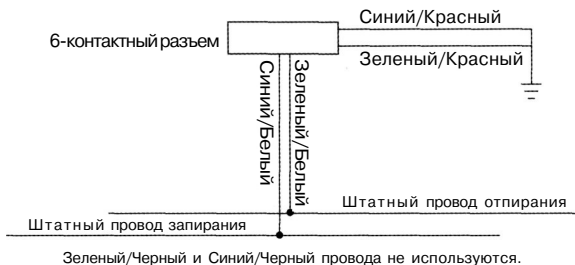 Синий/Красный
6-контактный разъем
Зеленый/Красный
Синий/Белый
Зеленый/Белый
Штатный провод отпирания
Штатный провод запирания
Зеленый/Черный и Синий/Черный провода не используются.